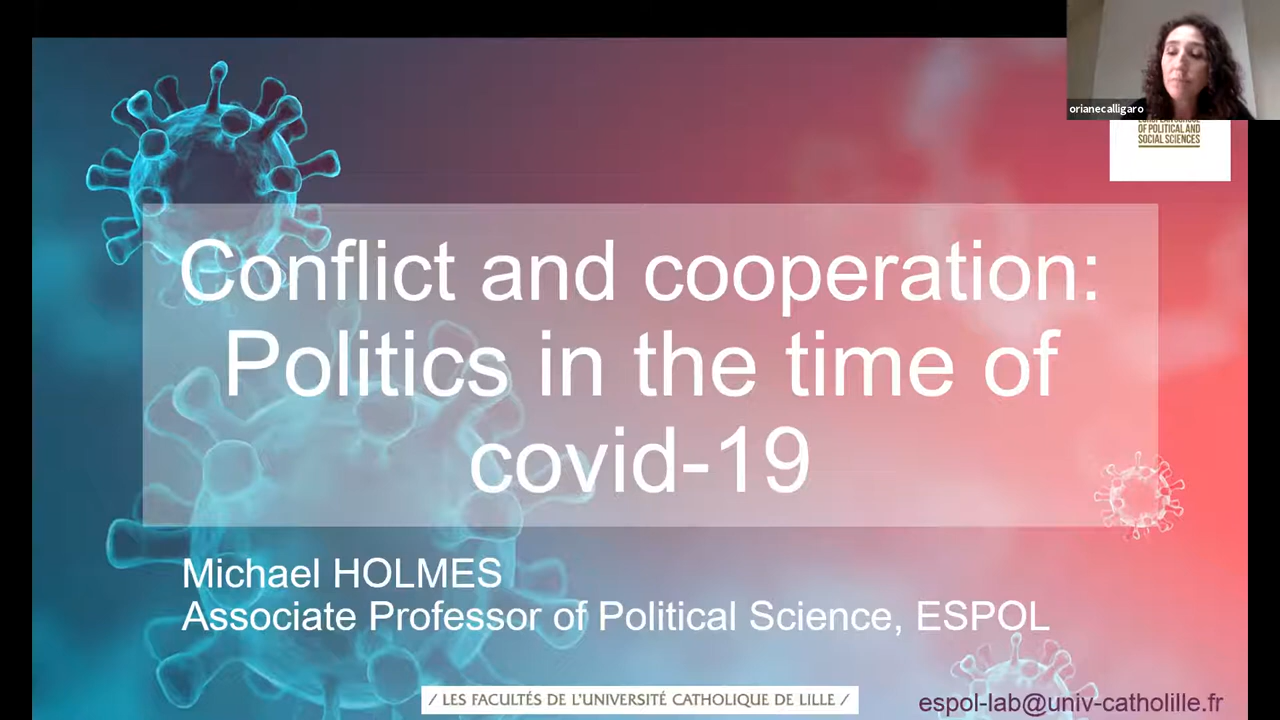 orianecalligaro
OF POLITICAL AND
SOCIAL SCIENCES
Conflict and cooperation:
Politics in the time of
covid-19
Michael HOLMES
Associate Professor of Political Science, ESPOL
/ LES FACULTÉS DE L'UNIVERSITÉ CATHOLIQUE DE LILLE /
espol-lab@univ-catholille.fr